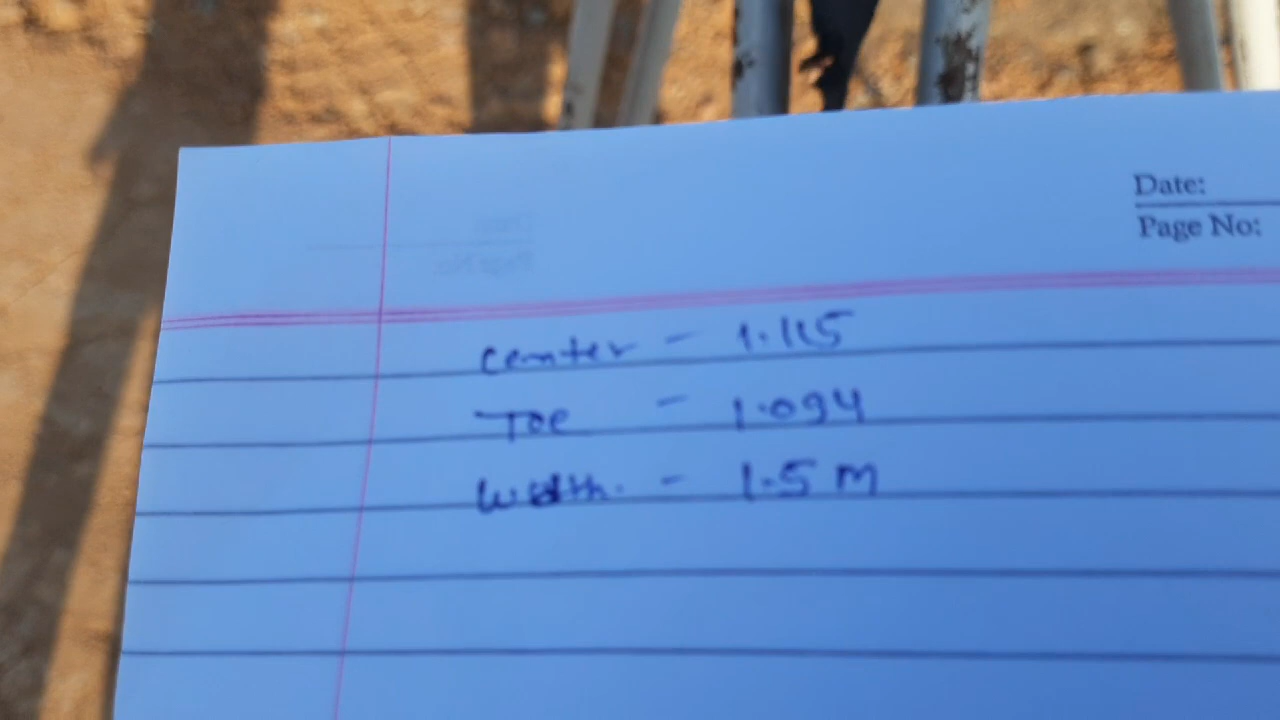 Date:
Page No:
Center - 1.115
Toe - 1.094
Width. - 1.5 m